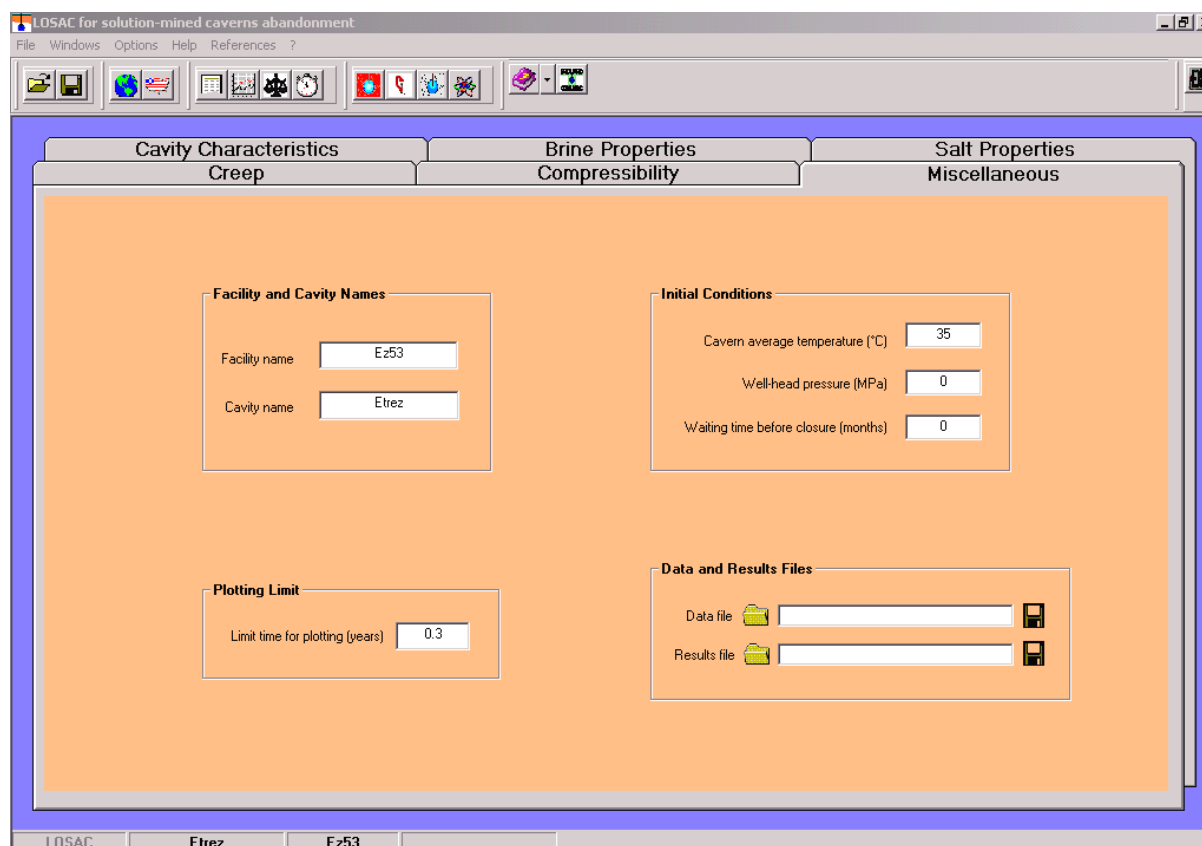 LOSAC for solution-mined caverns abandonment
File Windows Options Help References ?
Cavity Characteristics Brine Properties Salt Properties
Creep Compressibility Miscellaneous
Facility and Cavity Names
Facility name Ez53
Cavity name Etrez
Initial Conditions
Cavern average temperature (°C) 35
Well-head pressure (MPa) 0
Waiting time before closure (months) 0
Plotting Limit
Limit time for plotting (years) 0.3
Data and Results Files
Data file
Results file
LOSAC Etrez Ez53